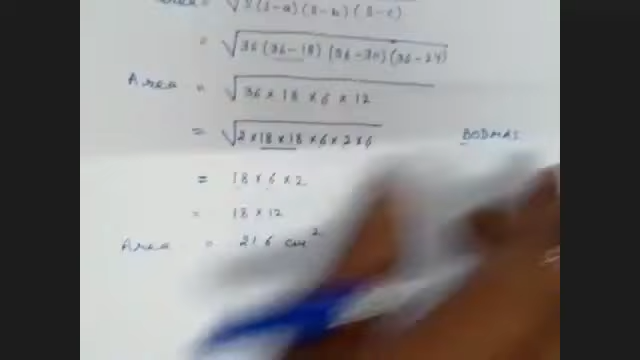 Area = √S(S-a)(S-b)(S-c)
= √36(36-18)(36-30)(36-24)
Area = √36 × 18 × 6 × 12
= √2 × 18 × 18 × 6 × 2 × 6
BODMAS
= 18 × 6 × 2
= 18 × 12
Area = 216 cm²